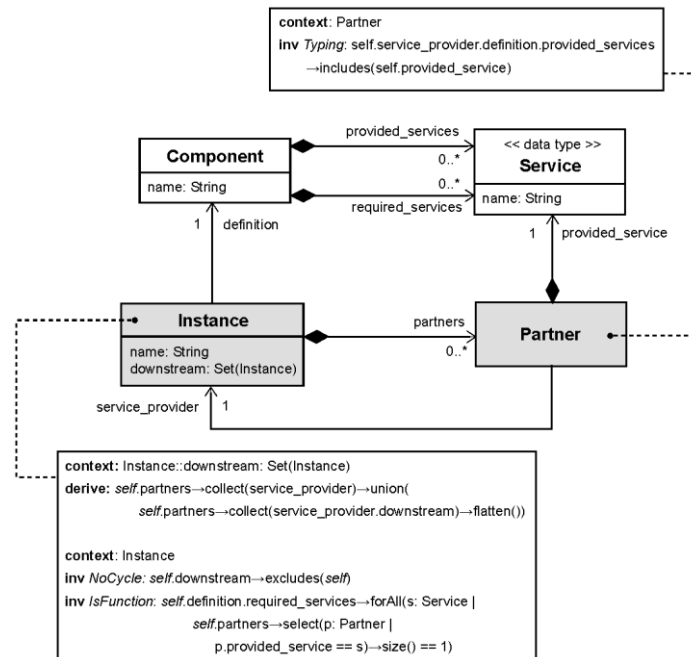 context: Partner
inv Typing: self.service_provider.definition.provided_services
→includes(self.provided_service)
provided_services
0..*
Component
name: String
<< data type >>
Service
name: String
0..*
required_services
1 definition
1 provided_service
Instance
name: String
downstream: Set(Instance)
partners
0..*
Partner
service_provider 1
context: Instance::downstream: Set(Instance)
derive: self.partners→collect(service_provider)→union(
self.partners→collect(service_provider.downstream)→flatten())
context: Instance
inv NoCycle: self.downstream→excludes(self)
inv IsFunction: self.definition.required_services→forAll(s: Service |
self.partners→select(p: Partner |
p.provided_service == s)→size() == 1)